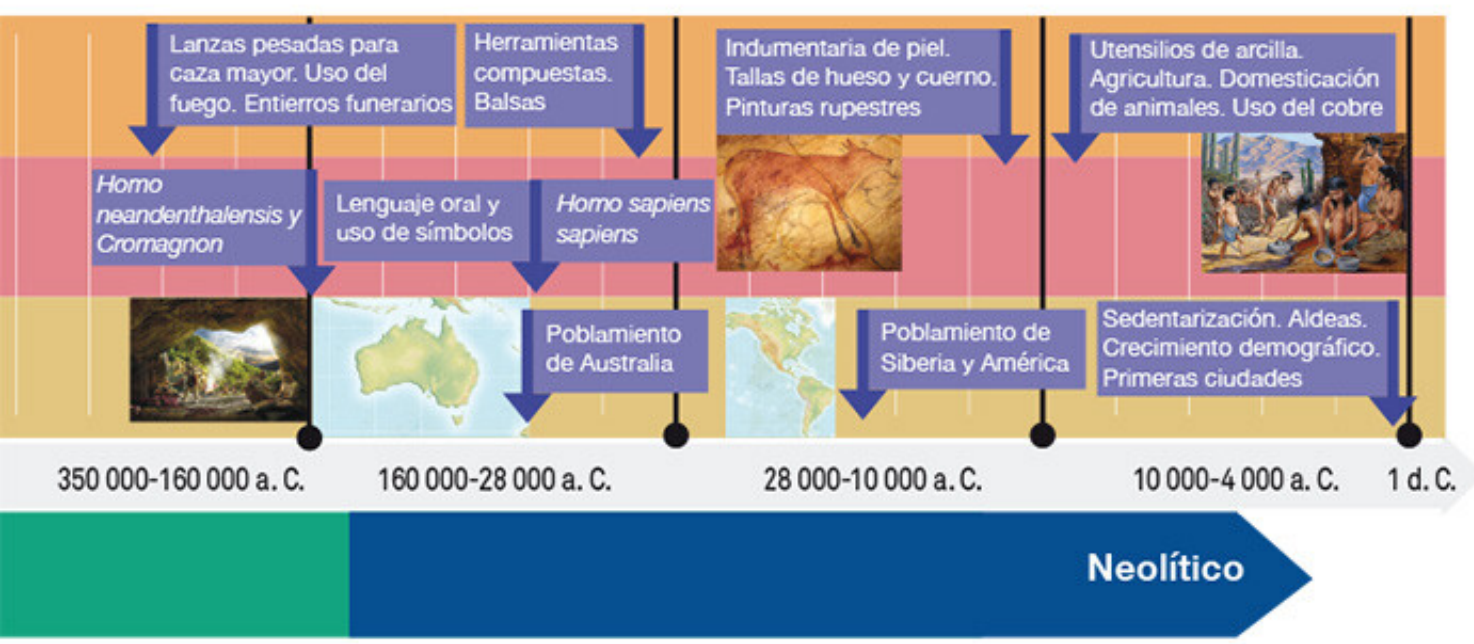 Lanzas pesadas para
caza mayor. Uso del
fuego. Entierros funerarios
Herramientas
compuestas.
Balsas
Indumentaria de piel.
Tallas de hueso y cuerno.
Pinturas rupestres
Utensilios de arcilla.
Agricultura. Domesticación
de animales. Uso del cobre
Homo
neandenthalensis y
Cromagnon
Lenguaje oral y
uso de símbolos
Homo sapiens
sapiens
Poblamiento
de Australia
Poblamiento de
Siberia y América
Sedentarización. Aldeas.
Crecimiento demográfico.
Primeras ciudades
350 000-160 000 a. C.
160 000-28 000 a. C.
28 000-10 000 a. C.
10 000-4 000 a. C.
1 d. C.
Neolítico